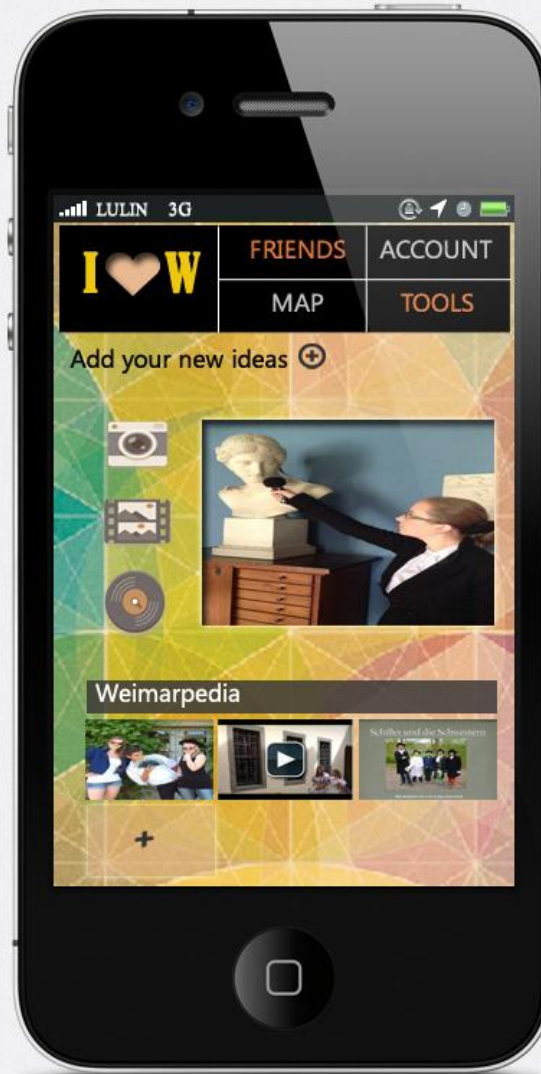 LULIN 3G
I W
FRIENDS ACCOUNT
MAP TOOLS
Add your new ideas
Weimarpedia
Schiller und die Schwestern